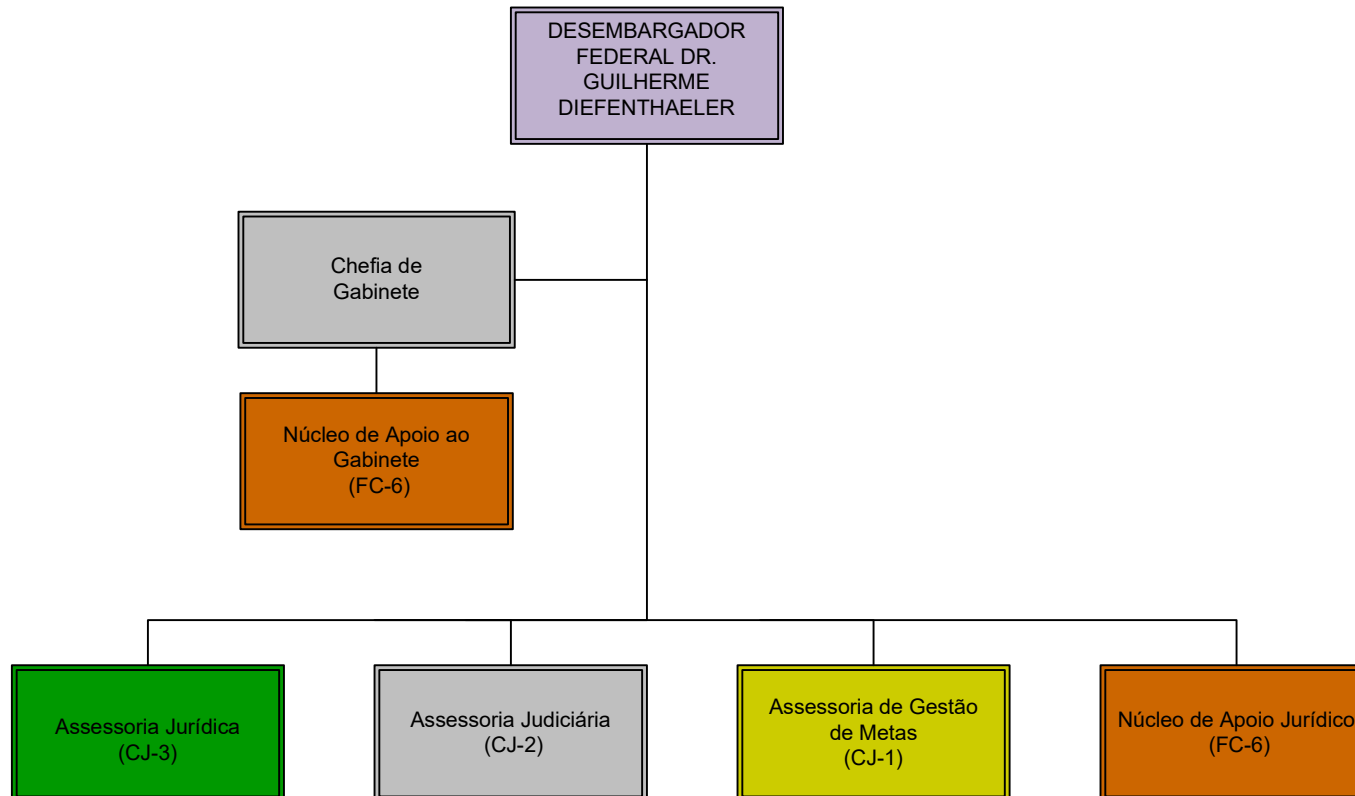 DESEMBARGADOR
FEDERAL DR.
GUILHERME
DIEFENTHAELER
Chefia de
Gabinete
Núcleo de Apoio ao
Gabinete
(FC-6)
Assessoria Jurídica
(CJ-3)
Assessoria Judiciária
(CJ-2)
Assessoria de Gestão
de Metas
(CJ-1)
Núcleo de Apoio Jurídico
(FC-6)